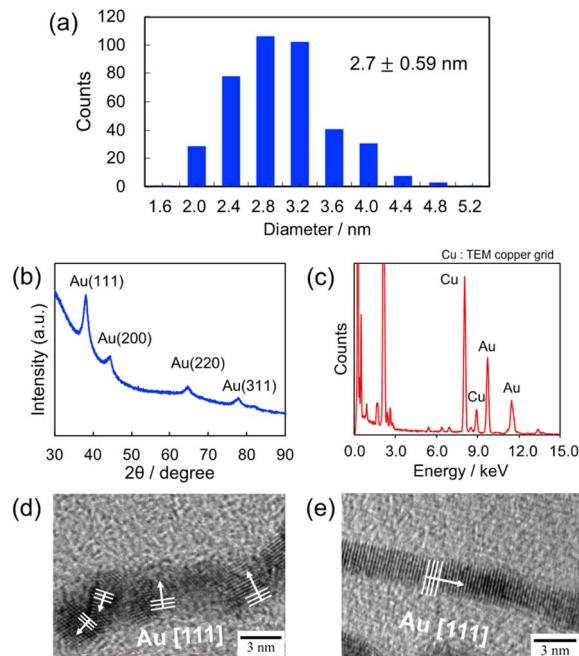 (a)
120
100
80
60
40
20
0
Counts
2.7 ± 0.59 nm
1.6 2.0 2.4 2.8 3.2 3.6 4.0 4.4 4.8 5.2
Diameter / nm
(b)
Au(111)
Au(200)
Au(220)
Au(311)
Intensity (a.u.)
30 40 50 60 70 80 90
2θ / degree
(c)
Cu : TEM copper grid
Cu
Au
Cu
Au
Counts
0.0 3.0 6.0 9.0 12.0 15.0
Energy / keV
(d)
Au [111]
3 nm
(e)
Au [111]
3 nm